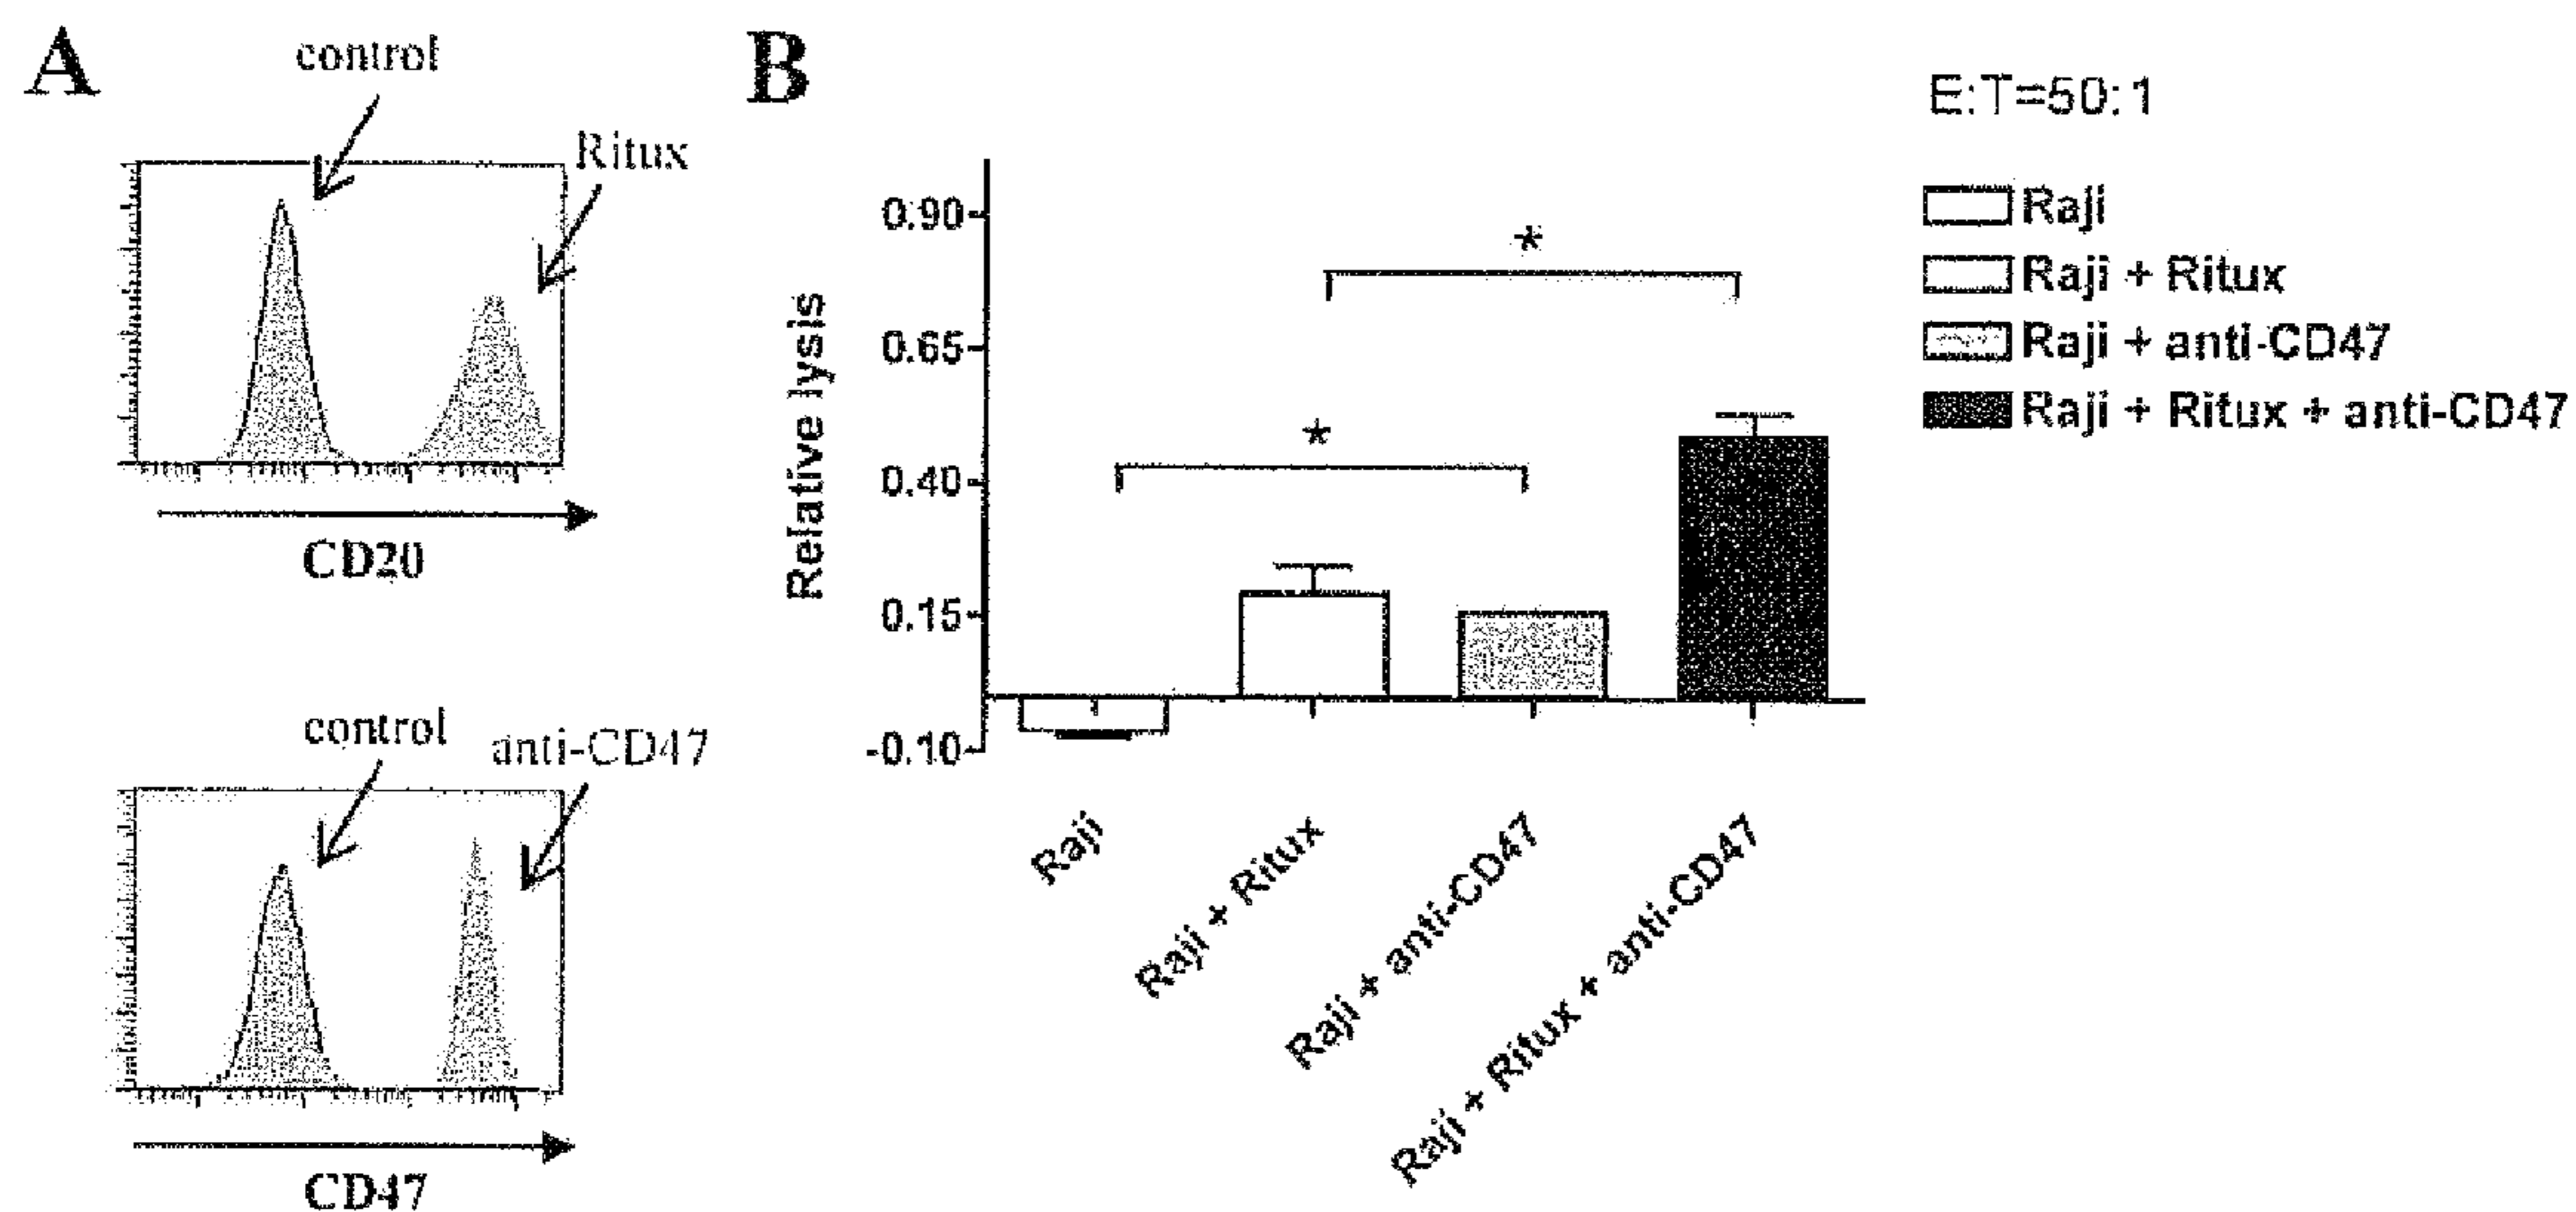 A
control
Ritux
CD20
control
anti-CD47
CD47
B
E:T=50:1
Raji
Raji + Ritux
Raji + anti-CD47
Raji + Ritux + anti-CD47
Relative lysis
0.90
0.65
0.40
0.15
-0.10
*
*
Raji
Raji + Ritux
Raji + anti-CD47
Raji + Ritux + anti-CD47